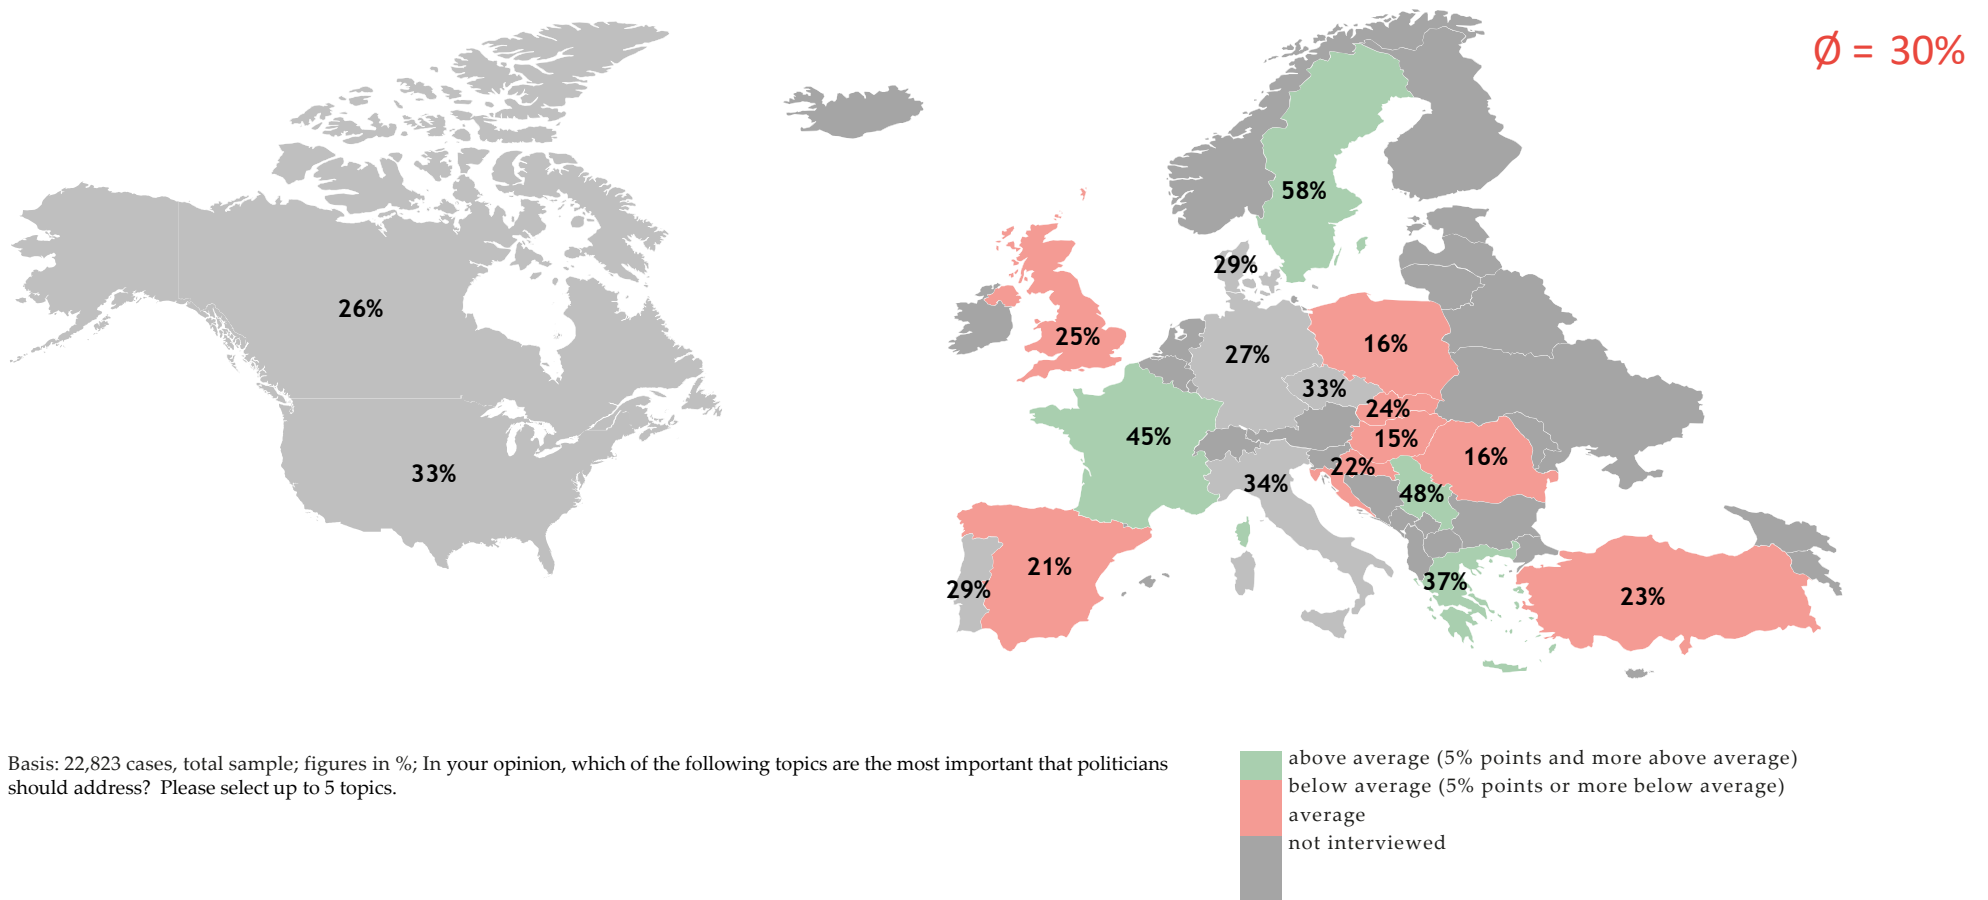 Ø = 30%
58%
29%
26%
25%
27%
16%
33%
24%
45%
15%
22%
16%
33%
34%
48%
21%
29%
37%
23%
Basis: 22,823 cases, total sample; figures in %; In your opinion, which of the following topics are the most important that politicians
should address? Please select up to 5 topics.
above average (5% points and more above average)
below average (5% points or more below average)
average
not interviewed